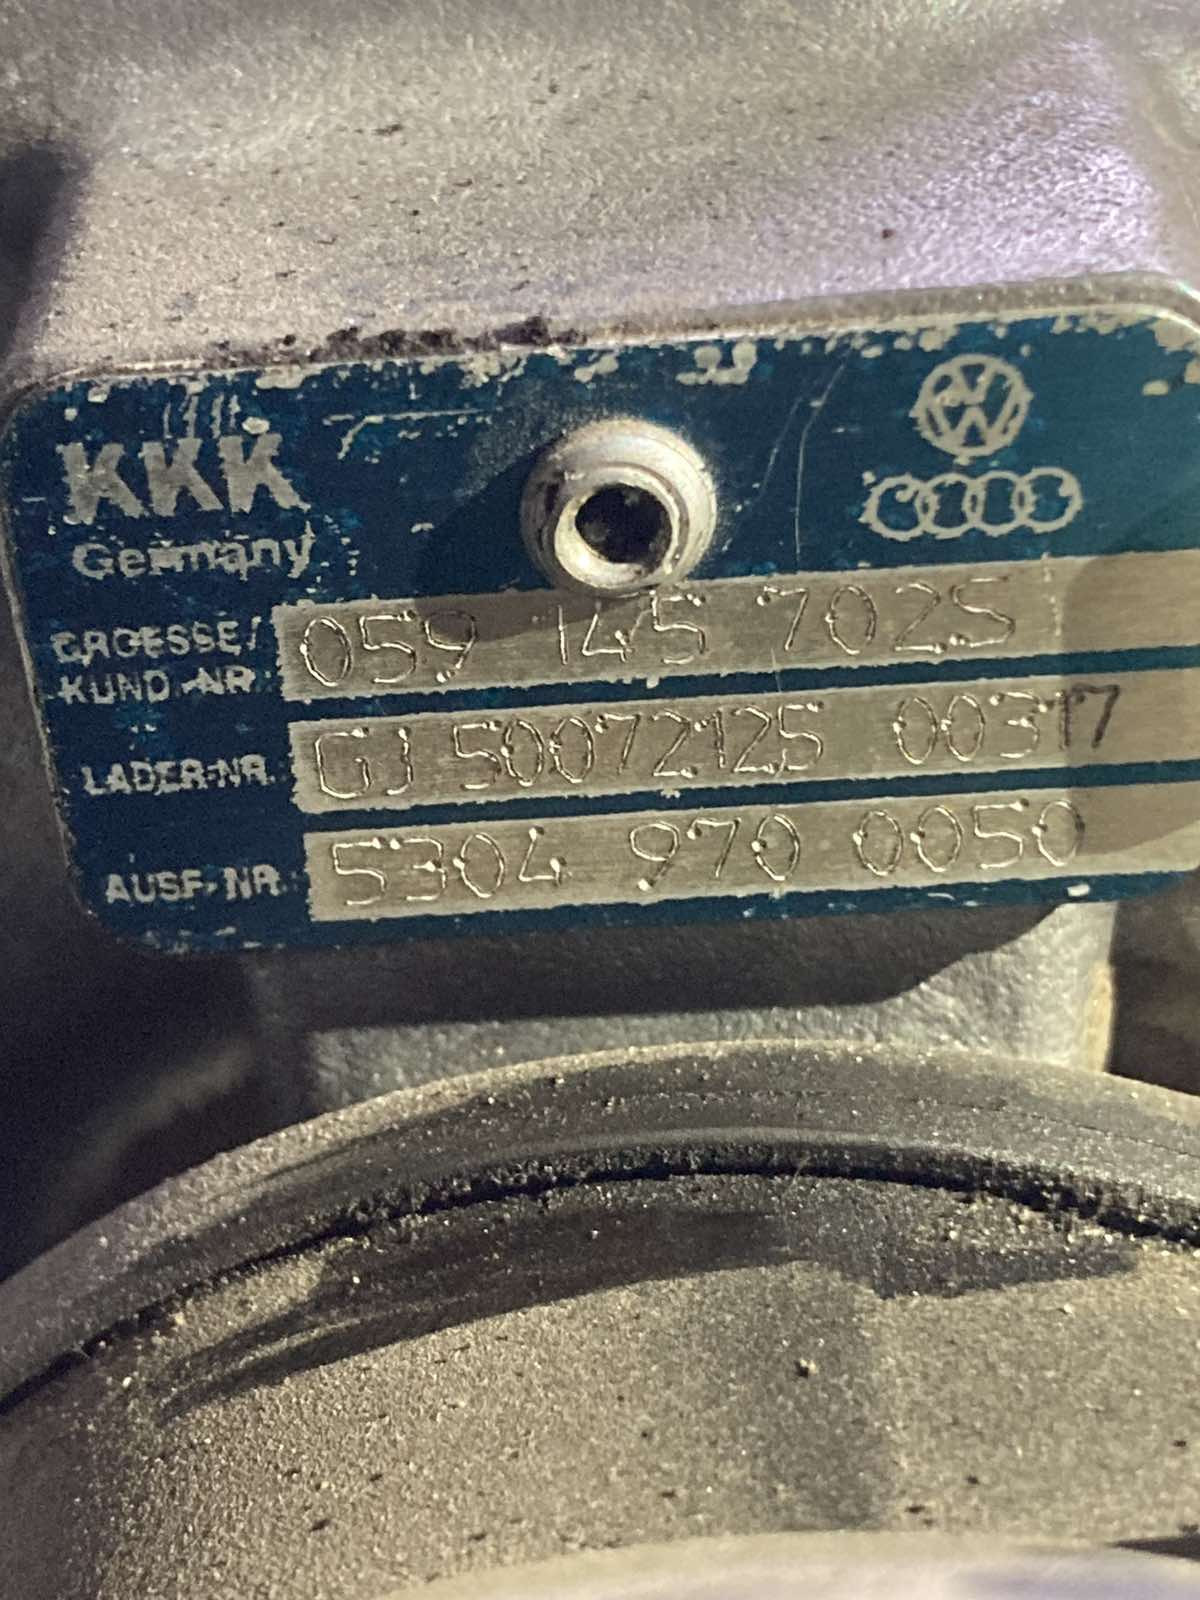 KKK
Germany
GROESSE/
KUND.-NR. 059 145 702S
LADER-NR. GJ 50072125 00317
AUSF.-NR. 5304 970 0050